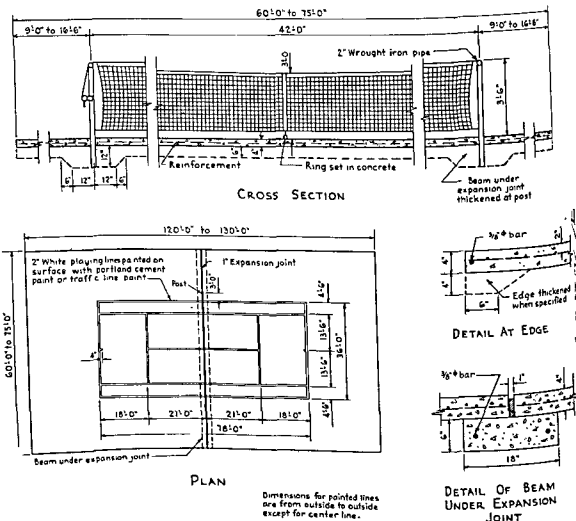 60'-0" to 75'-0"
9'-0" to 16'-6"
42'-0"
9'-0" to 16'-6"
2" Wrought iron pipe
3'-0
3'-6"
12"
Reinforcement
Ring set in concrete
6" 12" 12" 6"
Beam under
expansion joint
thickened at post
CROSS SECTION
120'-0" to 130'-0"
2" White playing lines painted on
surface with portland cement
paint or traffic line paint
1" Expansion joint
Post
3'-0"
4'-6"
60'-0" to 75'-0"
4"
13'-6"
36'-0"
13'-6"
18'-0" 21'-0" 21'-0" 18'-0"
4'-6"
78'-0"
Beam under expansion joint
PLAN
Dimensions for painted lines
are from outside to outside
except for center line.
3/8" ⌀ bar
2"
4"
4"
6"
Edge thickened
when specified
DETAIL AT EDGE
3/8" ⌀ bar
1"
4"
6"
18"
DETAIL OF BEAM
UNDER EXPANSION
JOINT